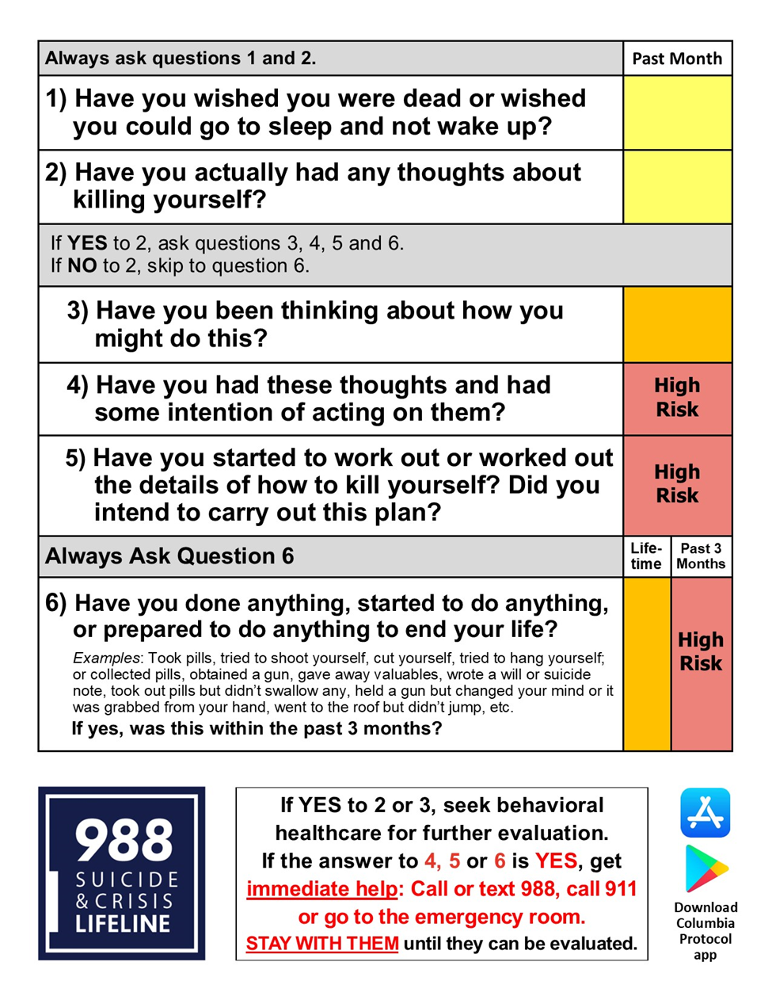 Always ask questions 1 and 2.
Past Month
1) Have you wished you were dead or wished
you could go to sleep and not wake up?
2) Have you actually had any thoughts about
killing yourself?
If YES to 2, ask questions 3, 4, 5 and 6.
If NO to 2, skip to question 6.
3) Have you been thinking about how you
might do this?
4) Have you had these thoughts and had
some intention of acting on them?
High
Risk
5) Have you started to work out or worked out
the details of how to kill yourself? Did you
intend to carry out this plan?
High
Risk
Always Ask Question 6
Life-
time
Past 3
Months
6) Have you done anything, started to do anything,
or prepared to do anything to end your life?
Examples: Took pills, tried to shoot yourself, cut yourself, tried to hang yourself;
or collected pills, obtained a gun, gave away valuables, wrote a will or suicide
note, took out pills but didn’t swallow any, held a gun but changed your mind or it
was grabbed from your hand, went to the roof but didn’t jump, etc.
If yes, was this within the past 3 months?
High
Risk
988
SUICIDE
& CRISIS
LIFELINE
If YES to 2 or 3, seek behavioral
healthcare for further evaluation.
If the answer to 4, 5 or 6 is YES, get
immediate help: Call or text 988, call 911
or go to the emergency room.
STAY WITH THEM until they can be evaluated.
Download
Columbia
Protocol
app